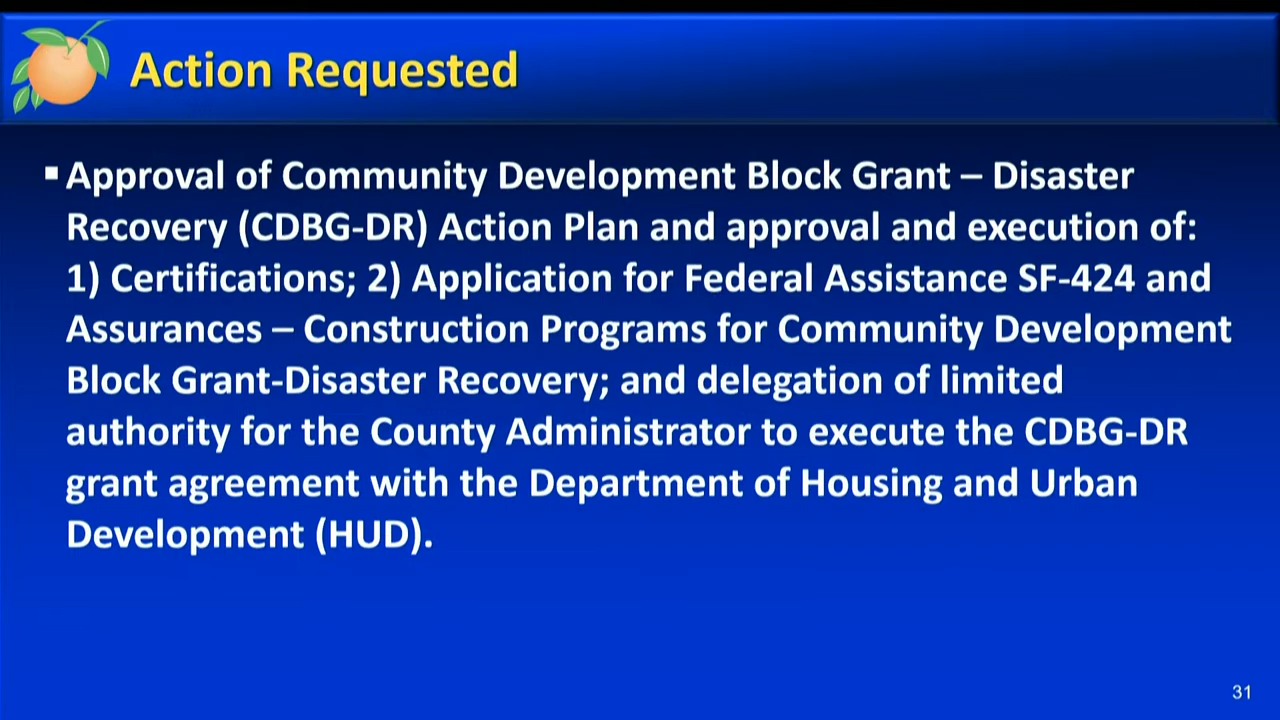 Action Requested
▪ Approval of Community Development Block Grant – Disaster
Recovery (CDBG-DR) Action Plan and approval and execution of:
1) Certifications; 2) Application for Federal Assistance SF-424 and
Assurances – Construction Programs for Community Development
Block Grant-Disaster Recovery; and delegation of limited
authority for the County Administrator to execute the CDBG-DR
grant agreement with the Department of Housing and Urban
Development (HUD).
31